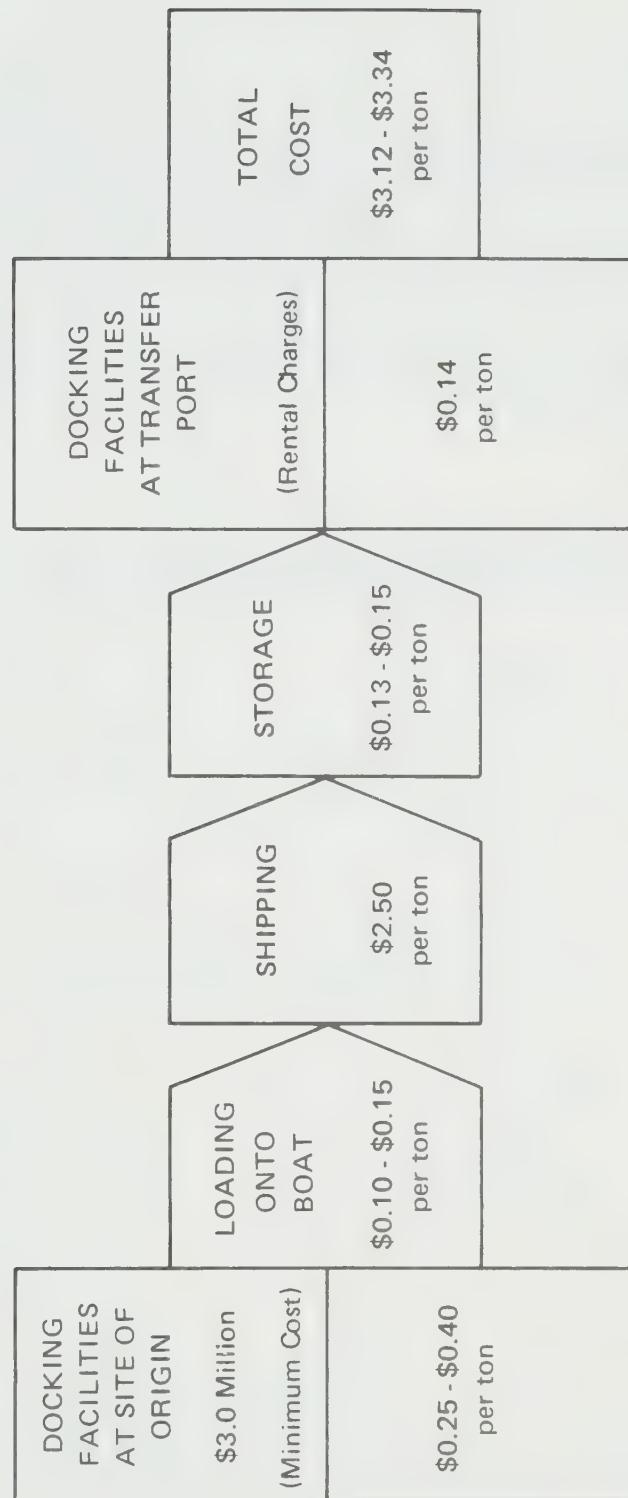 DOCKING
FACILITIES
AT SITE OF
ORIGIN
$3.0 Million
(Minimum Cost)
$0.25 - $0.40
per ton
LOADING
ONTO
BOAT
$0.10 - $0.15
per ton
SHIPPING
$2.50
per ton
STORAGE
$0.13 - $0.15
per ton
DOCKING
FACILITIES
AT TRANSFER
PORT
(Rental Charges)
$0.14
per ton
TOTAL
COST
$3.12 - $3.34
per ton